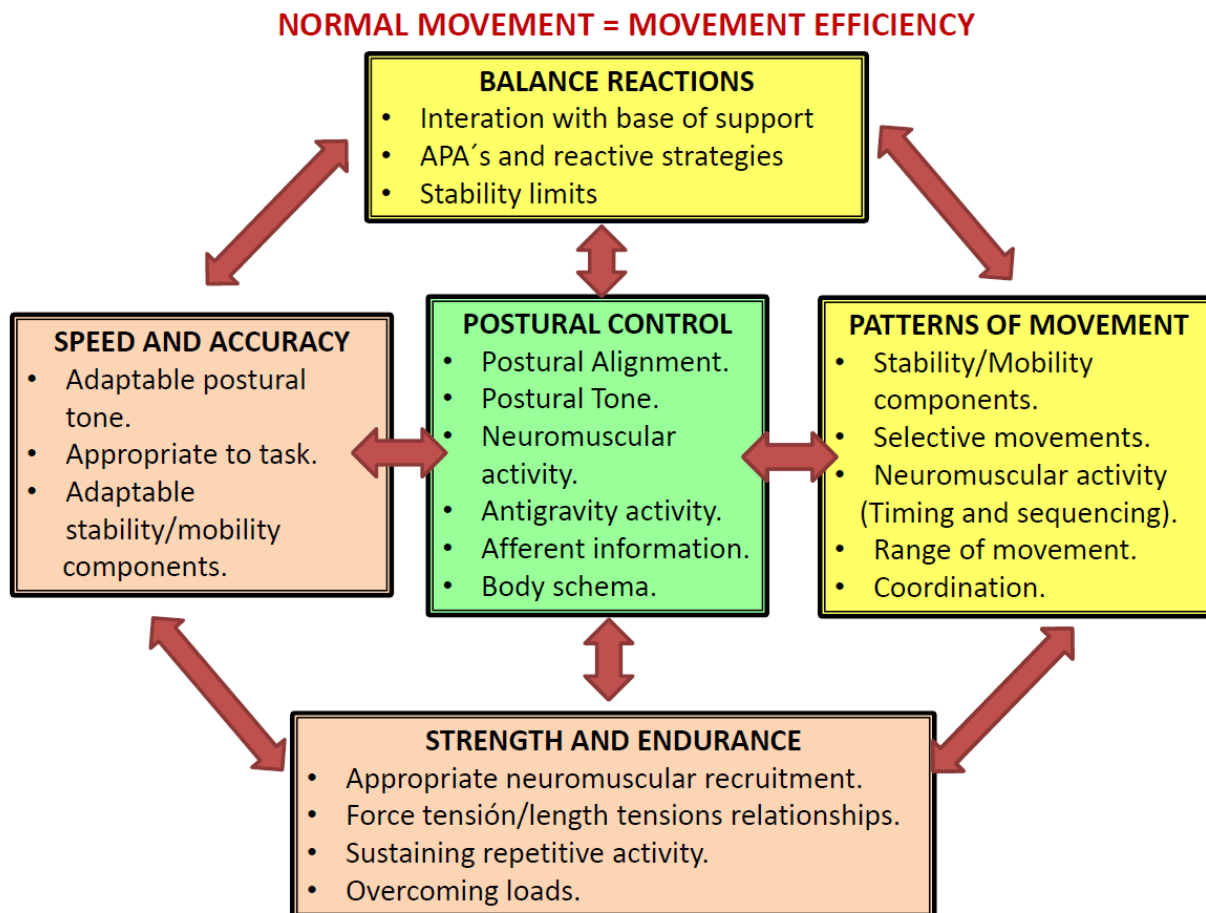 NORMAL MOVEMENT = MOVEMENT EFFICIENCY
BALANCE REACTIONS
• Interation with base of support
• APA´s and reactive strategies
• Stability limits
SPEED AND ACCURACY
• Adaptable postural
tone.
• Appropriate to task.
• Adaptable
stability/mobility
components.
POSTURAL CONTROL
• Postural Alignment.
• Postural Tone.
• Neuromuscular
activity.
• Antigravity activity.
• Afferent information.
• Body schema.
PATTERNS OF MOVEMENT
• Stability/Mobility
components.
• Selective movements.
• Neuromuscular activity
(Timing and sequencing).
• Range of movement.
• Coordination.
STRENGTH AND ENDURANCE
• Appropriate neuromuscular recruitment.
• Force tensión/length tensions relationships.
• Sustaining repetitive activity.
• Overcoming loads.